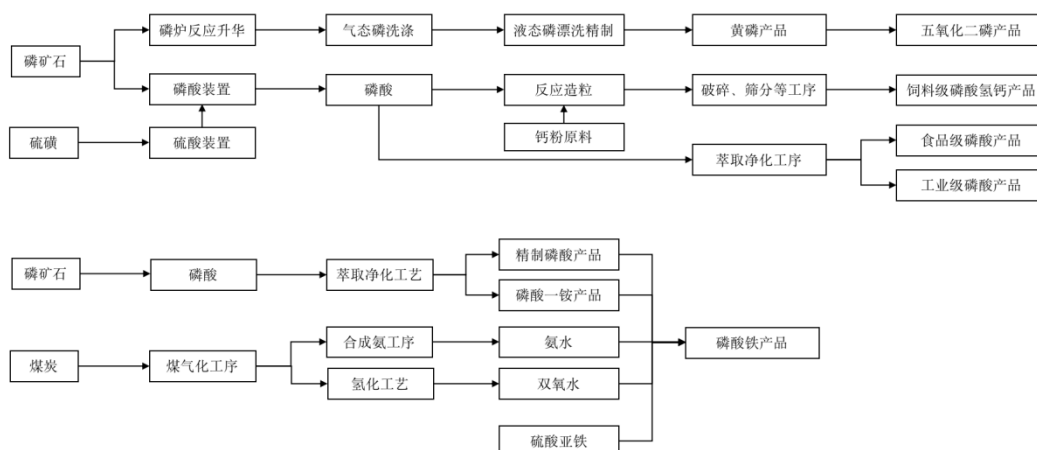 磷炉反应升华
气态磷洗涤
液态磷漂洗精制
黄磷产品
五氧化二磷产品
磷矿石
磷酸装置
磷酸
反应造粒
破碎、筛分等工序
饲料级磷酸氢钙产品
硫磺
硫酸装置
钙粉原料
食品级磷酸产品
萃取净化工序
工业级磷酸产品
精制磷酸产品
磷矿石
磷酸
萃取净化工艺
磷酸一铵产品
合成氨工序
氨水
磷酸铁产品
煤炭
煤气化工序
氢化工艺
双氧水
硫酸亚铁